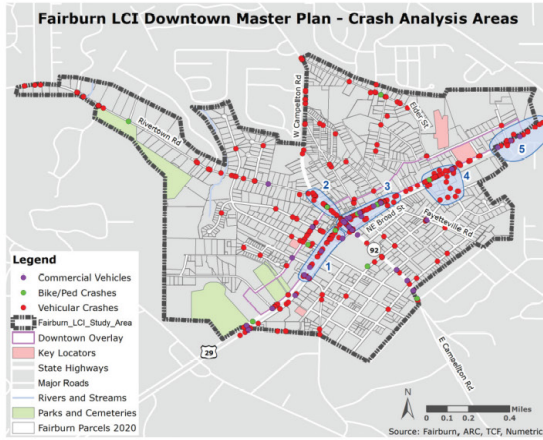 Fairburn LCI Downtown Master Plan - Crash Analysis Areas
W Campbellton Rd
Elder St
Rivertown Rd
5
2
3
4
NE Broad St
Fayetteville Rd
92
1
Legend
Commercial Vehicles
Bike/Ped Crashes
Vehicular Crashes
Fairburn_LCI_Study_Area
Downtown Overlay
Key Locators
State Highways
Major Roads
Rivers and Streams
Parks and Cemeteries
Fairburn Parcels 2020
29
E Campbellton Rd
N
0 0.1 0.2 0.4
Miles
Source: Fairburn, ARC, TCF, Numetric